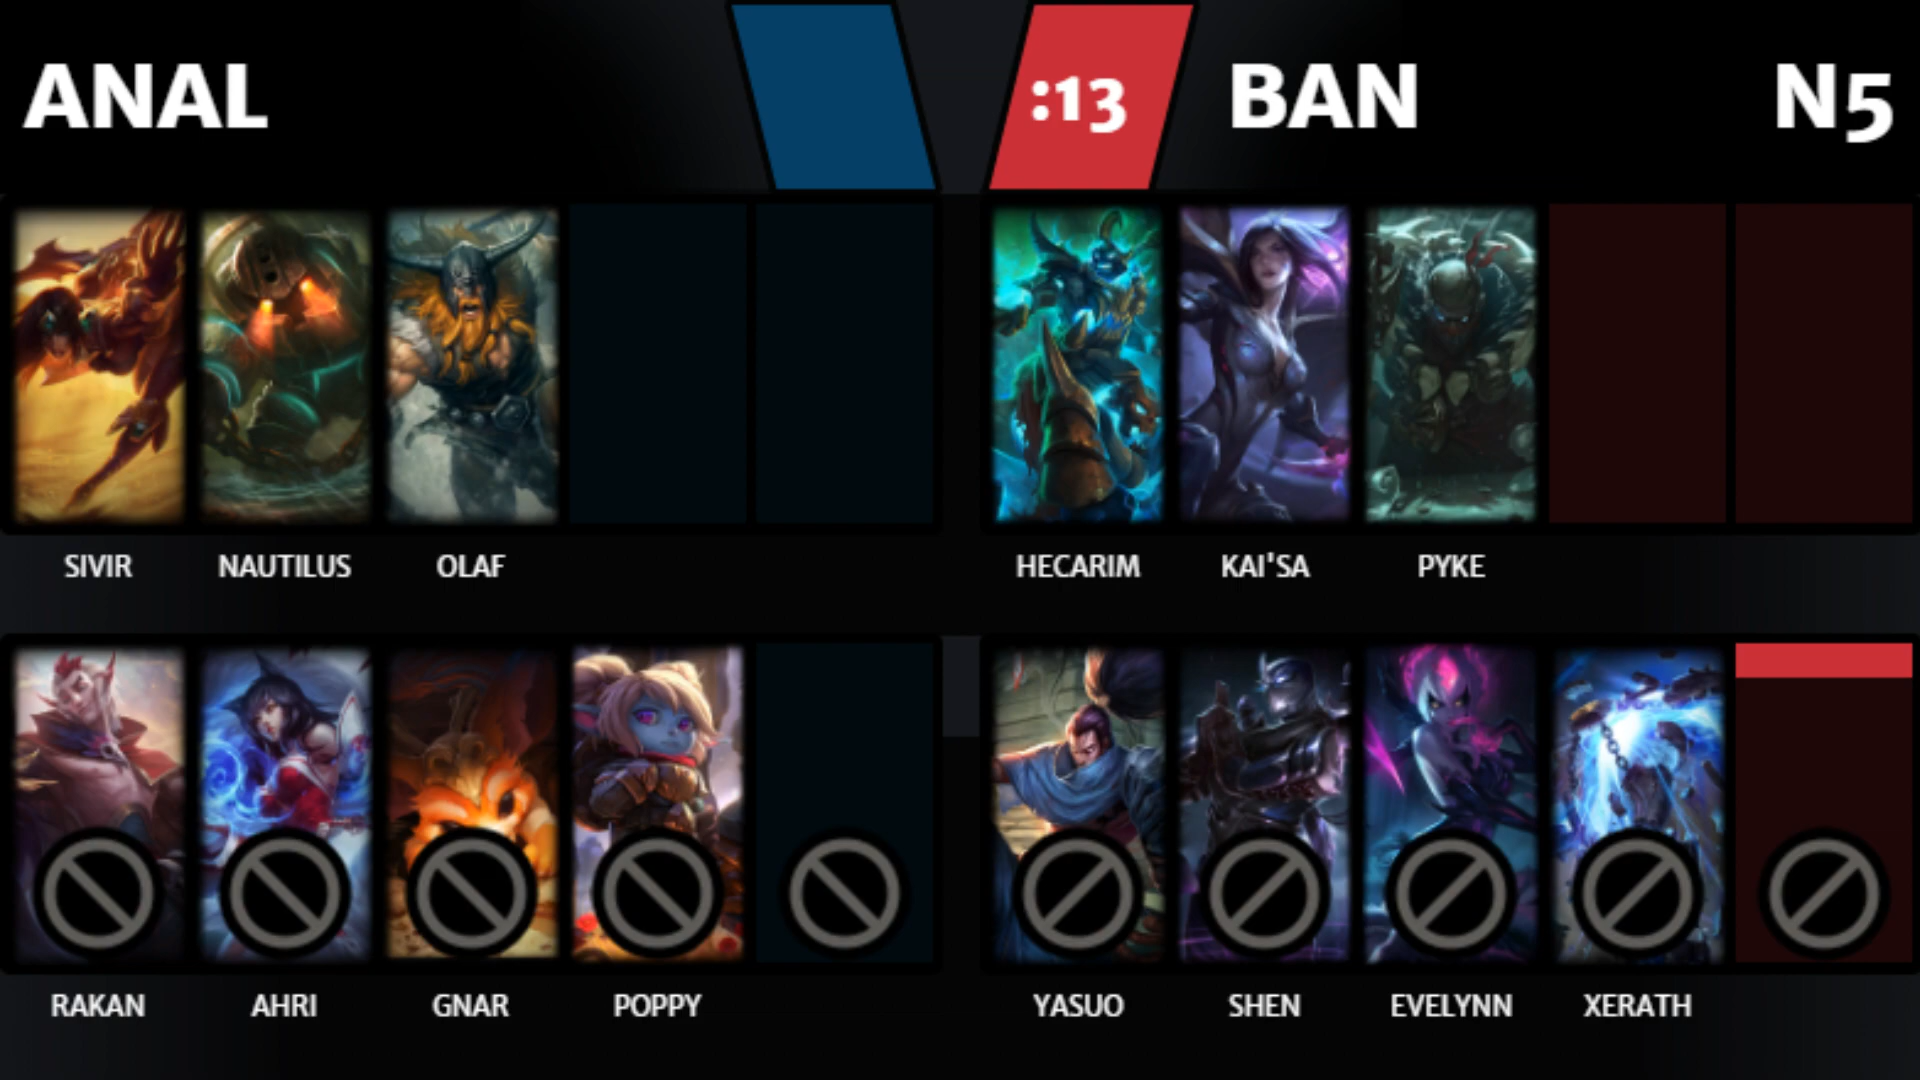 ANAL
:13 BAN N5
SIVIR NAUTILUS OLAF
HECARIM KAI'SA PYKE
RAKAN AHRI GNAR POPPY
YASUO SHEN EVELYNN XERATH